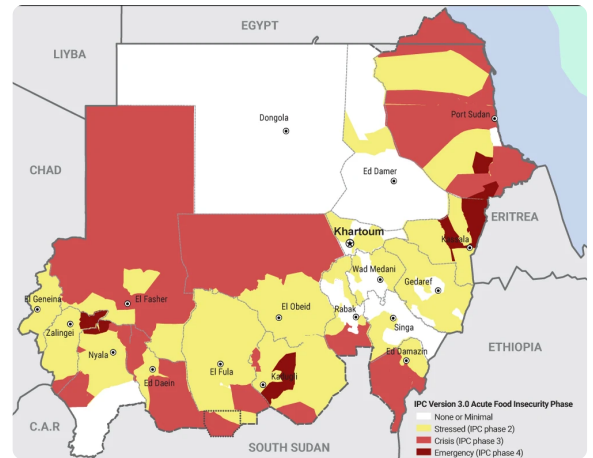 EGYPT
LIYBA
Dongola
Port Sudan
CHAD
Ed Damer
ERITREA
Khartoum
Kassala
Wad Medani
El Geneina
El Fasher
Gedaref
El Obeid
Rabak
Zalingei
Singa
Nyala
El Fula
Ed Damazin
ETHIOPIA
Ed Daein
Kadugli
C.A.R
SOUTH SUDAN
IPC Version 3.0 Acute Food Insecurity Phase
None or Minimal
Stressed (IPC phase 2)
Crisis (IPC phase 3)
Emergency (IPC phase 4)